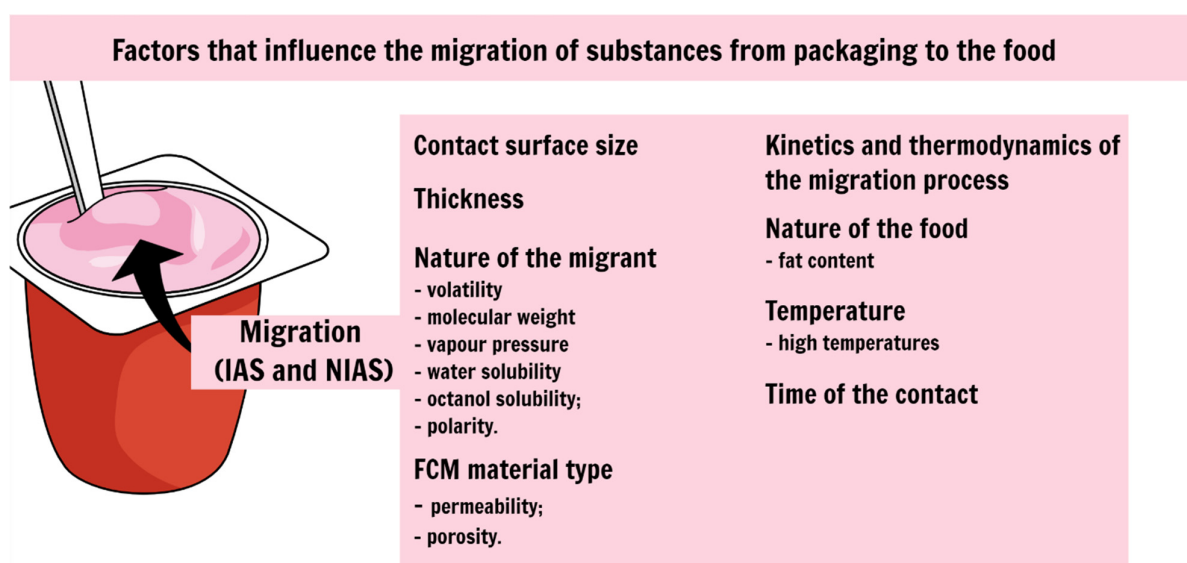 Factors that influence the migration of substances from packaging to the food
Migration
(IAS and NIAS)
Contact surface size
Thickness
Nature of the migrant
- volatility
- molecular weight
- vapour pressure
- water solubility
- octanol solubility;
- polarity.
FCM material type
- permeability;
- porosity.
Kinetics and thermodynamics of
the migration process
Nature of the food
- fat content
Temperature
- high temperatures
Time of the contact